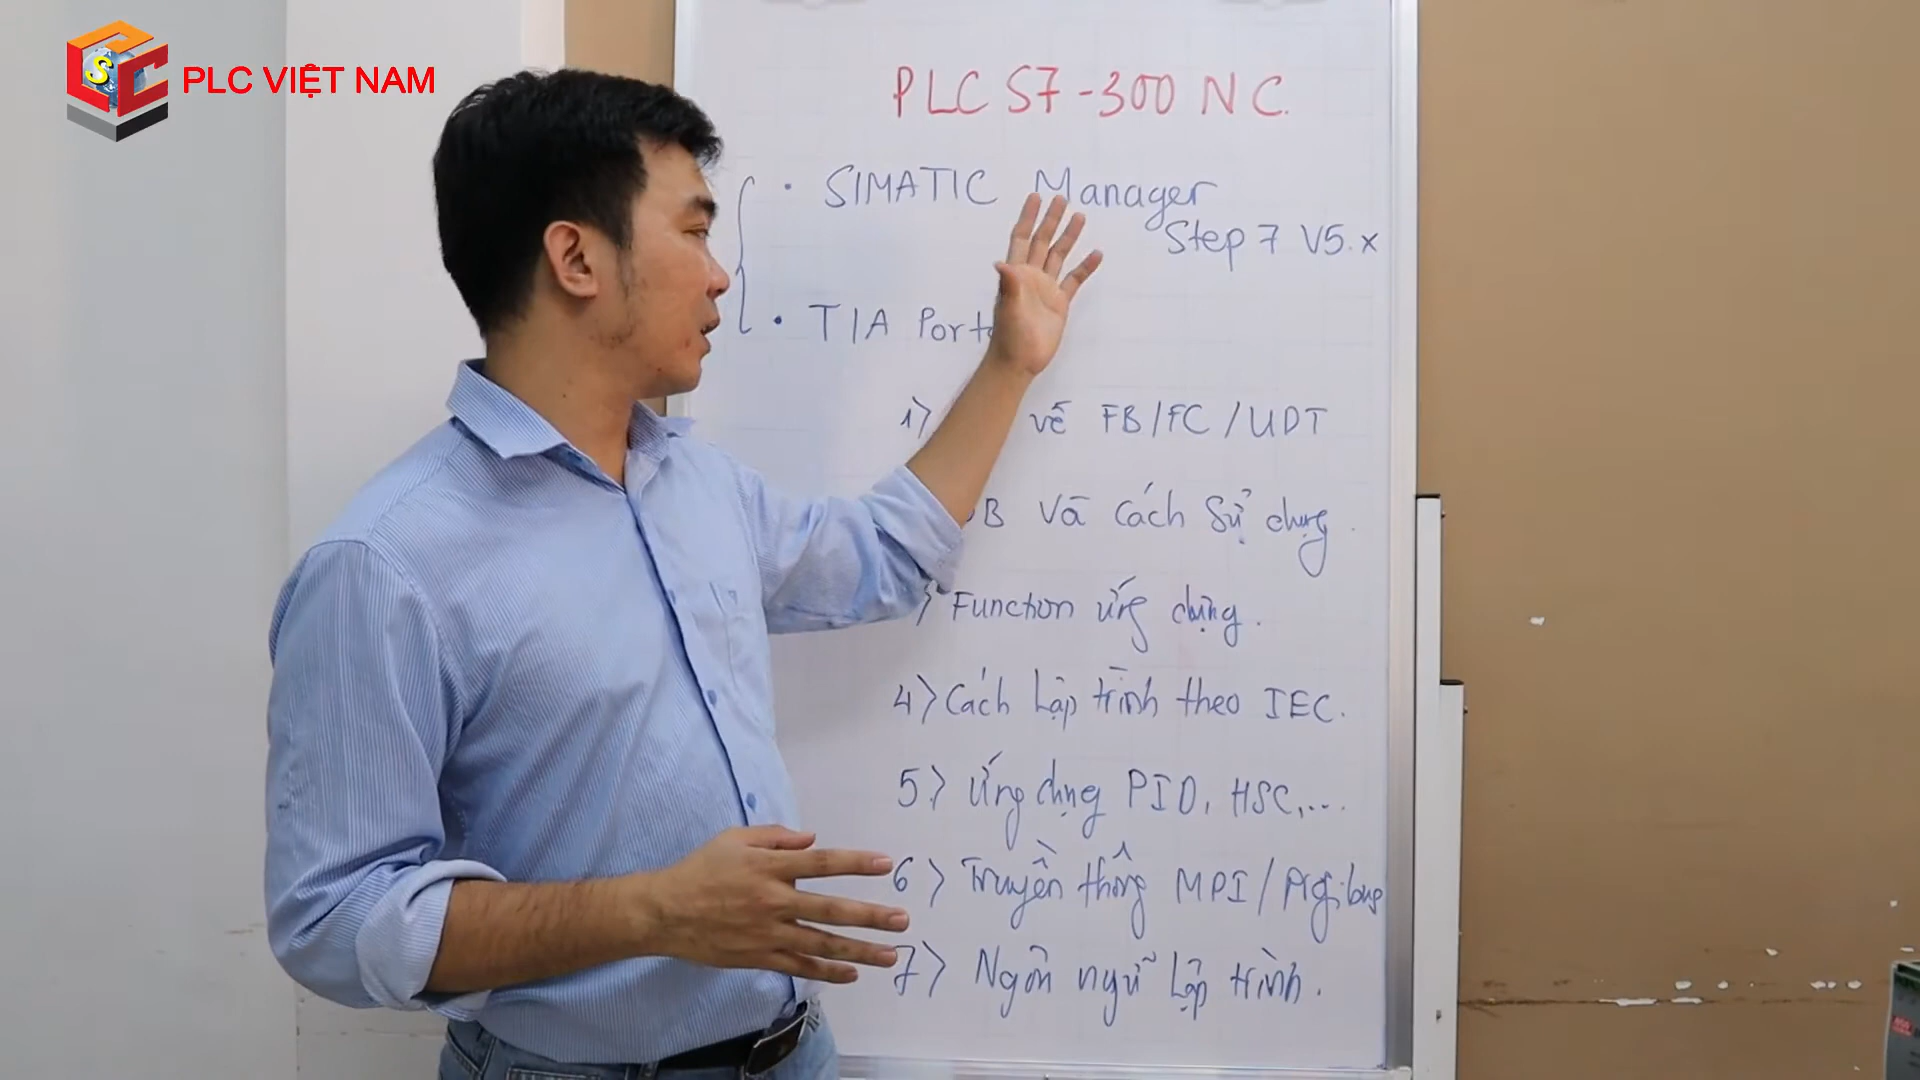 PLC VIỆT NAM
PLC S7-300 NC.
• SIMATIC Manager
Step 7 V5.x
• TIA Port
1> về FB/FC/UDT
B Và Cách Sử dụng.
> Function ứng dụng.
4> Cách lập trình theo IEC.
5> Ứng dụng PID, HSC,...
6> Truyền thông MPI/Profibus
7> Ngôn ngữ lập trình.